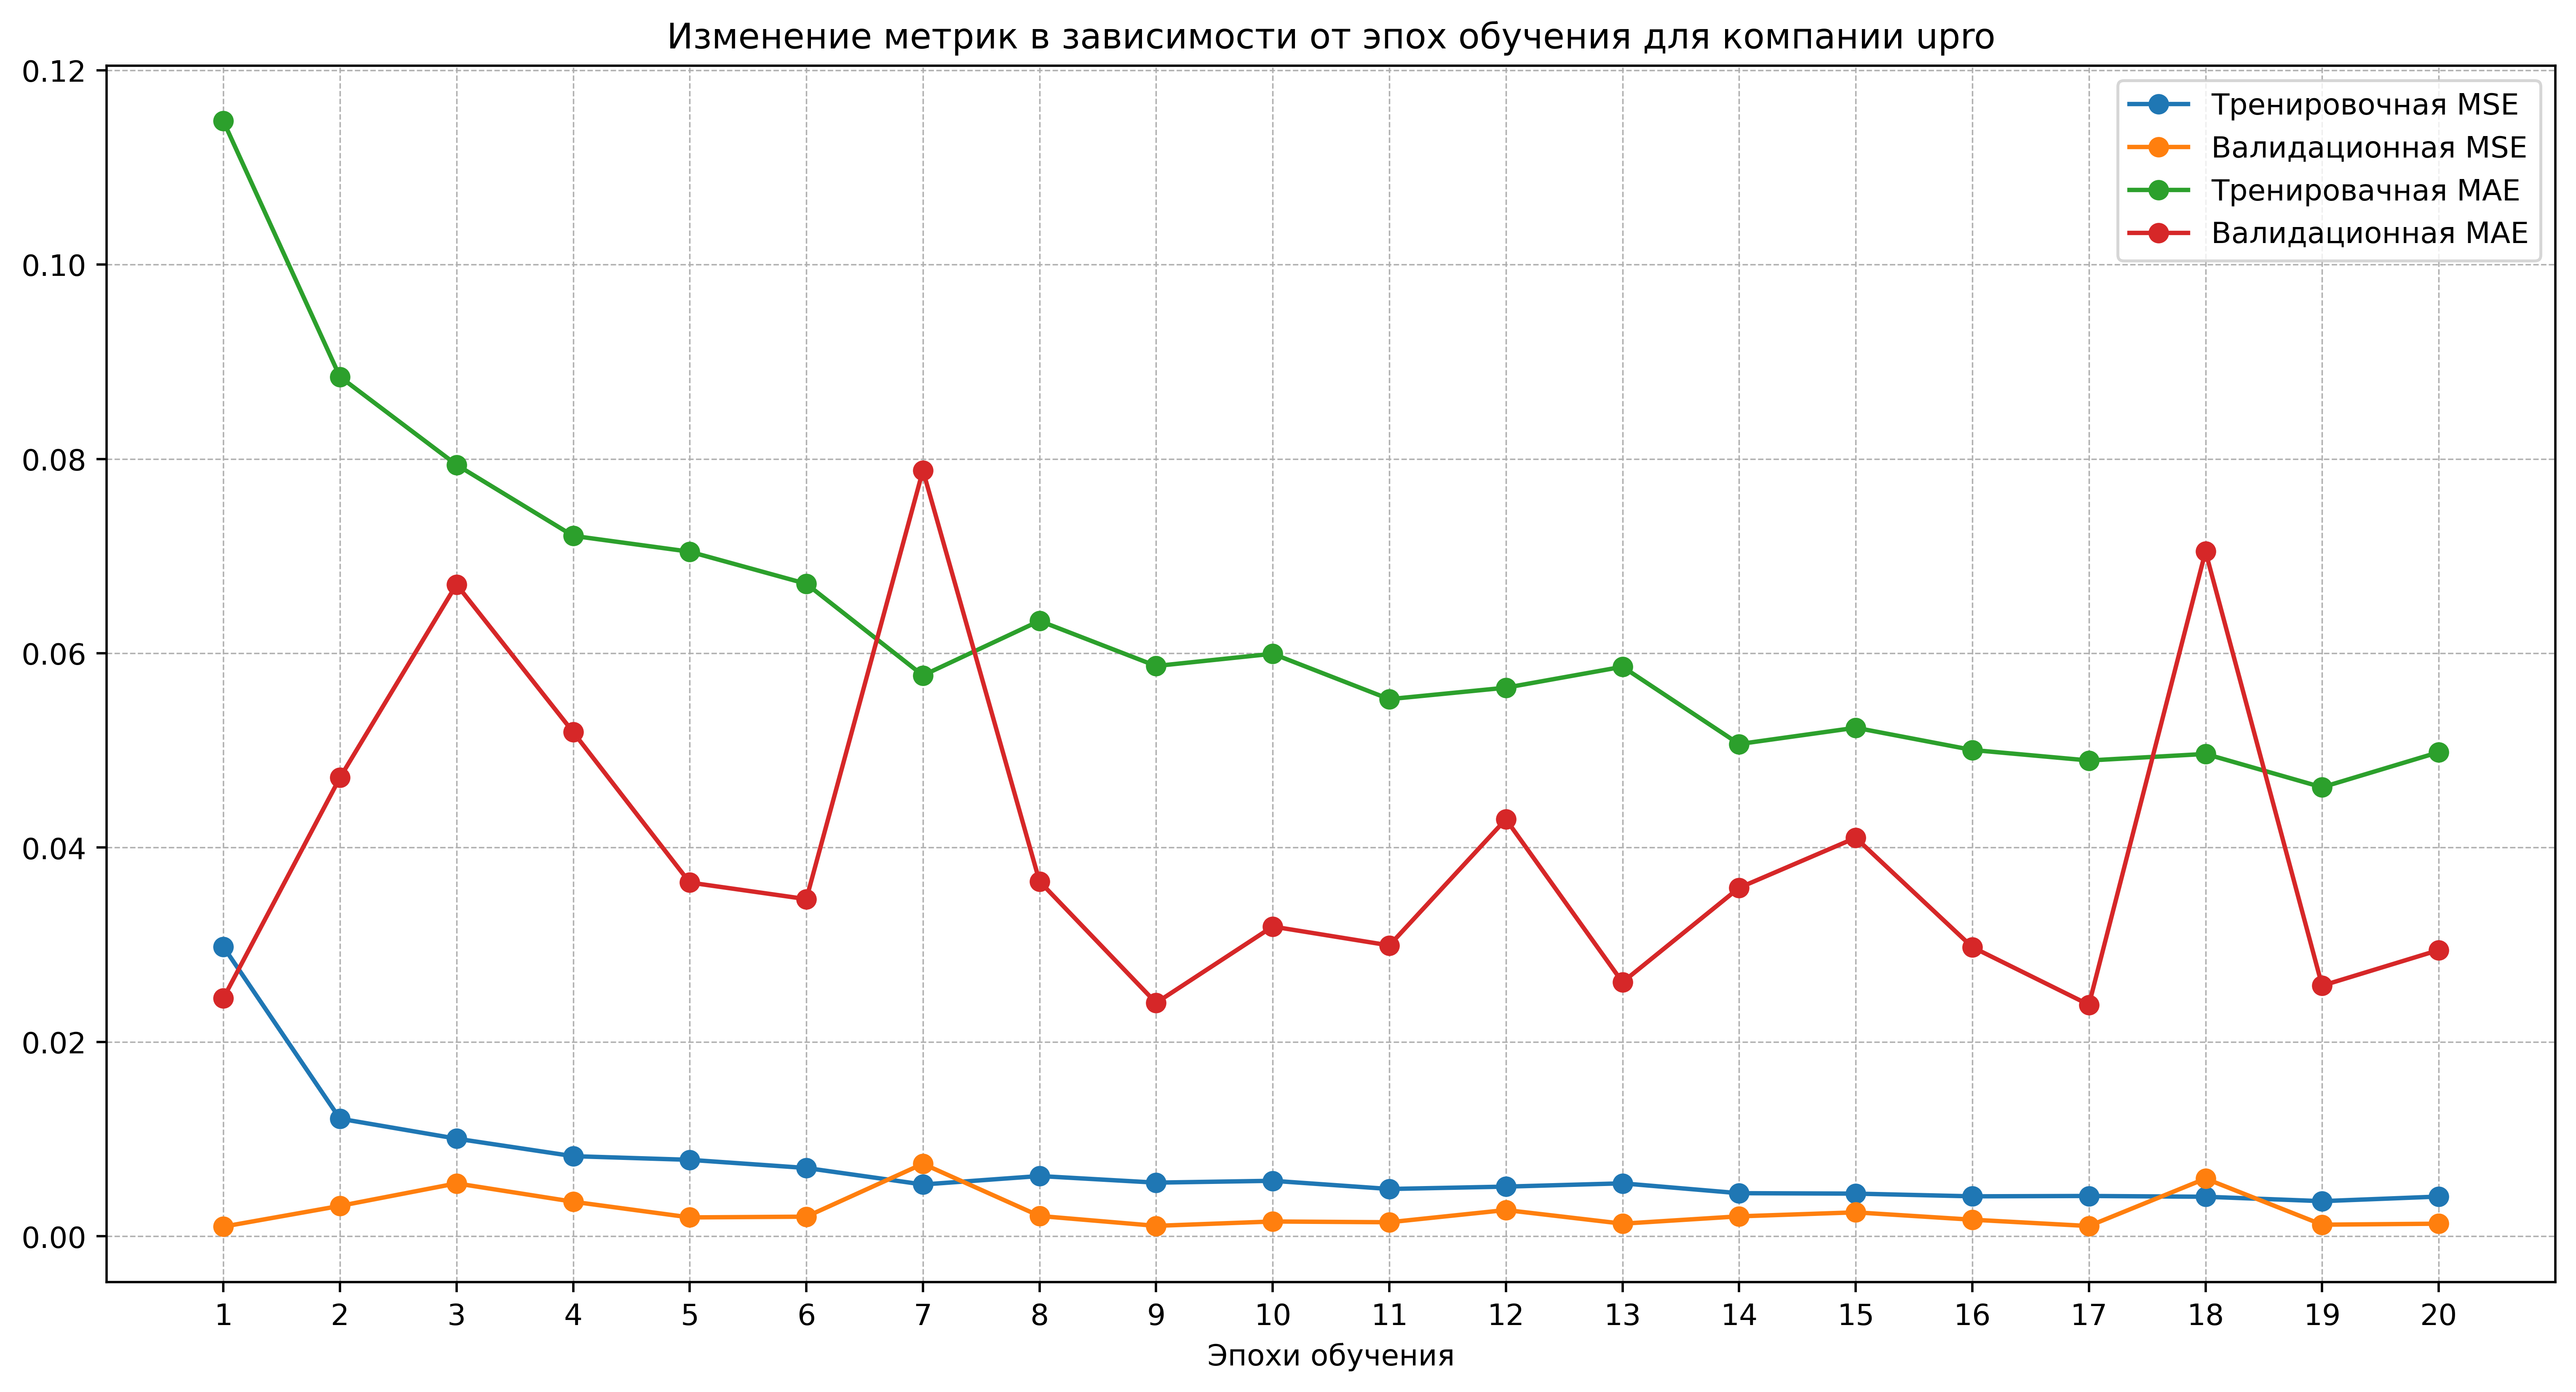 Изменение метрик в зависимости от эпох обучения для компании upro
Тренировочная MSE
Валидационная MSE
Тренировачная MAE
Валидационная MAE
0.12
0.10
0.08
0.06
0.04
0.02
0.00
1 2 3 4 5 6 7 8 9 10 11 12 13 14 15 16 17 18 19 20
Эпохи обучения